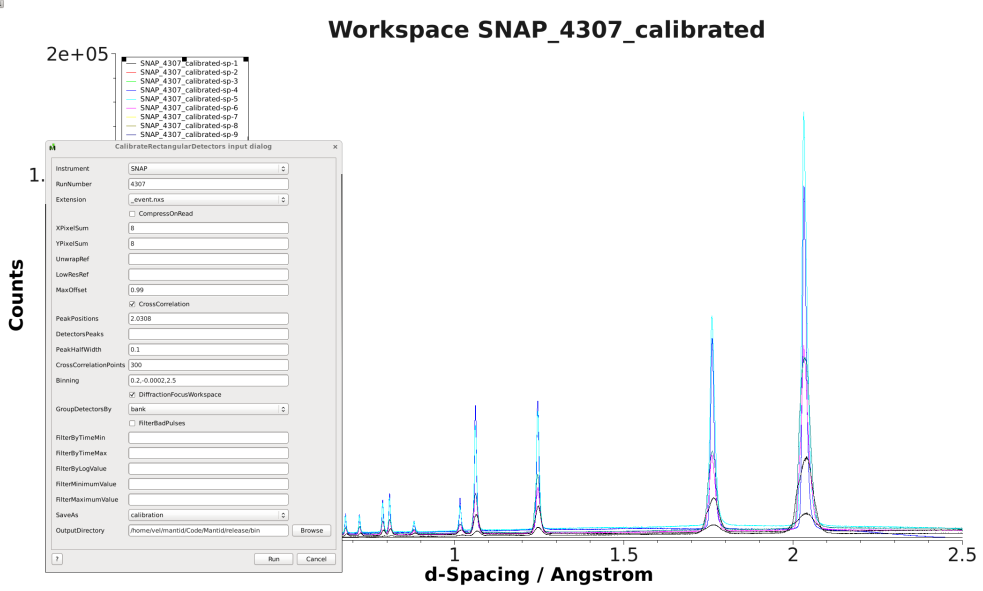 Workspace SNAP_4307_calibrated
2e+05
SNAP_4307_calibrated-sp-1
SNAP_4307_calibrated-sp-2
SNAP_4307_calibrated-sp-3
SNAP_4307_calibrated-sp-4
SNAP_4307_calibrated-sp-5
SNAP_4307_calibrated-sp-6
SNAP_4307_calibrated-sp-7
SNAP_4307_calibrated-sp-8
SNAP_4307_calibrated-sp-9
1.
Counts
CalibrateRectangularDetectors input dialog ×
Instrument SNAP
RunNumber 4307
Extension _event.nxs
CompressOnRead
XPixelSum 8
YPixelSum 8
UnwrapRef
LowResRef
MaxOffset 0.99
CrossCorrelation
PeakPositions 2.0308
DetectorsPeaks
PeakHalfWidth 0.1
CrossCorrelationPoints 300
Binning 0.2,-0.0002,2.5
DiffractionFocusWorkspace
GroupDetectorsBy bank
FilterBadPulses
FilterByTimeMin
FilterByTimeMax
FilterByLogValue
FilterMinimumValue
FilterMaximumValue
SaveAs calibration
OutputDirectory /home/vel/mantid/Code/Mantid/release/bin Browse
? Run Cancel
1 1.5 2 2.5
d-Spacing / Angstrom